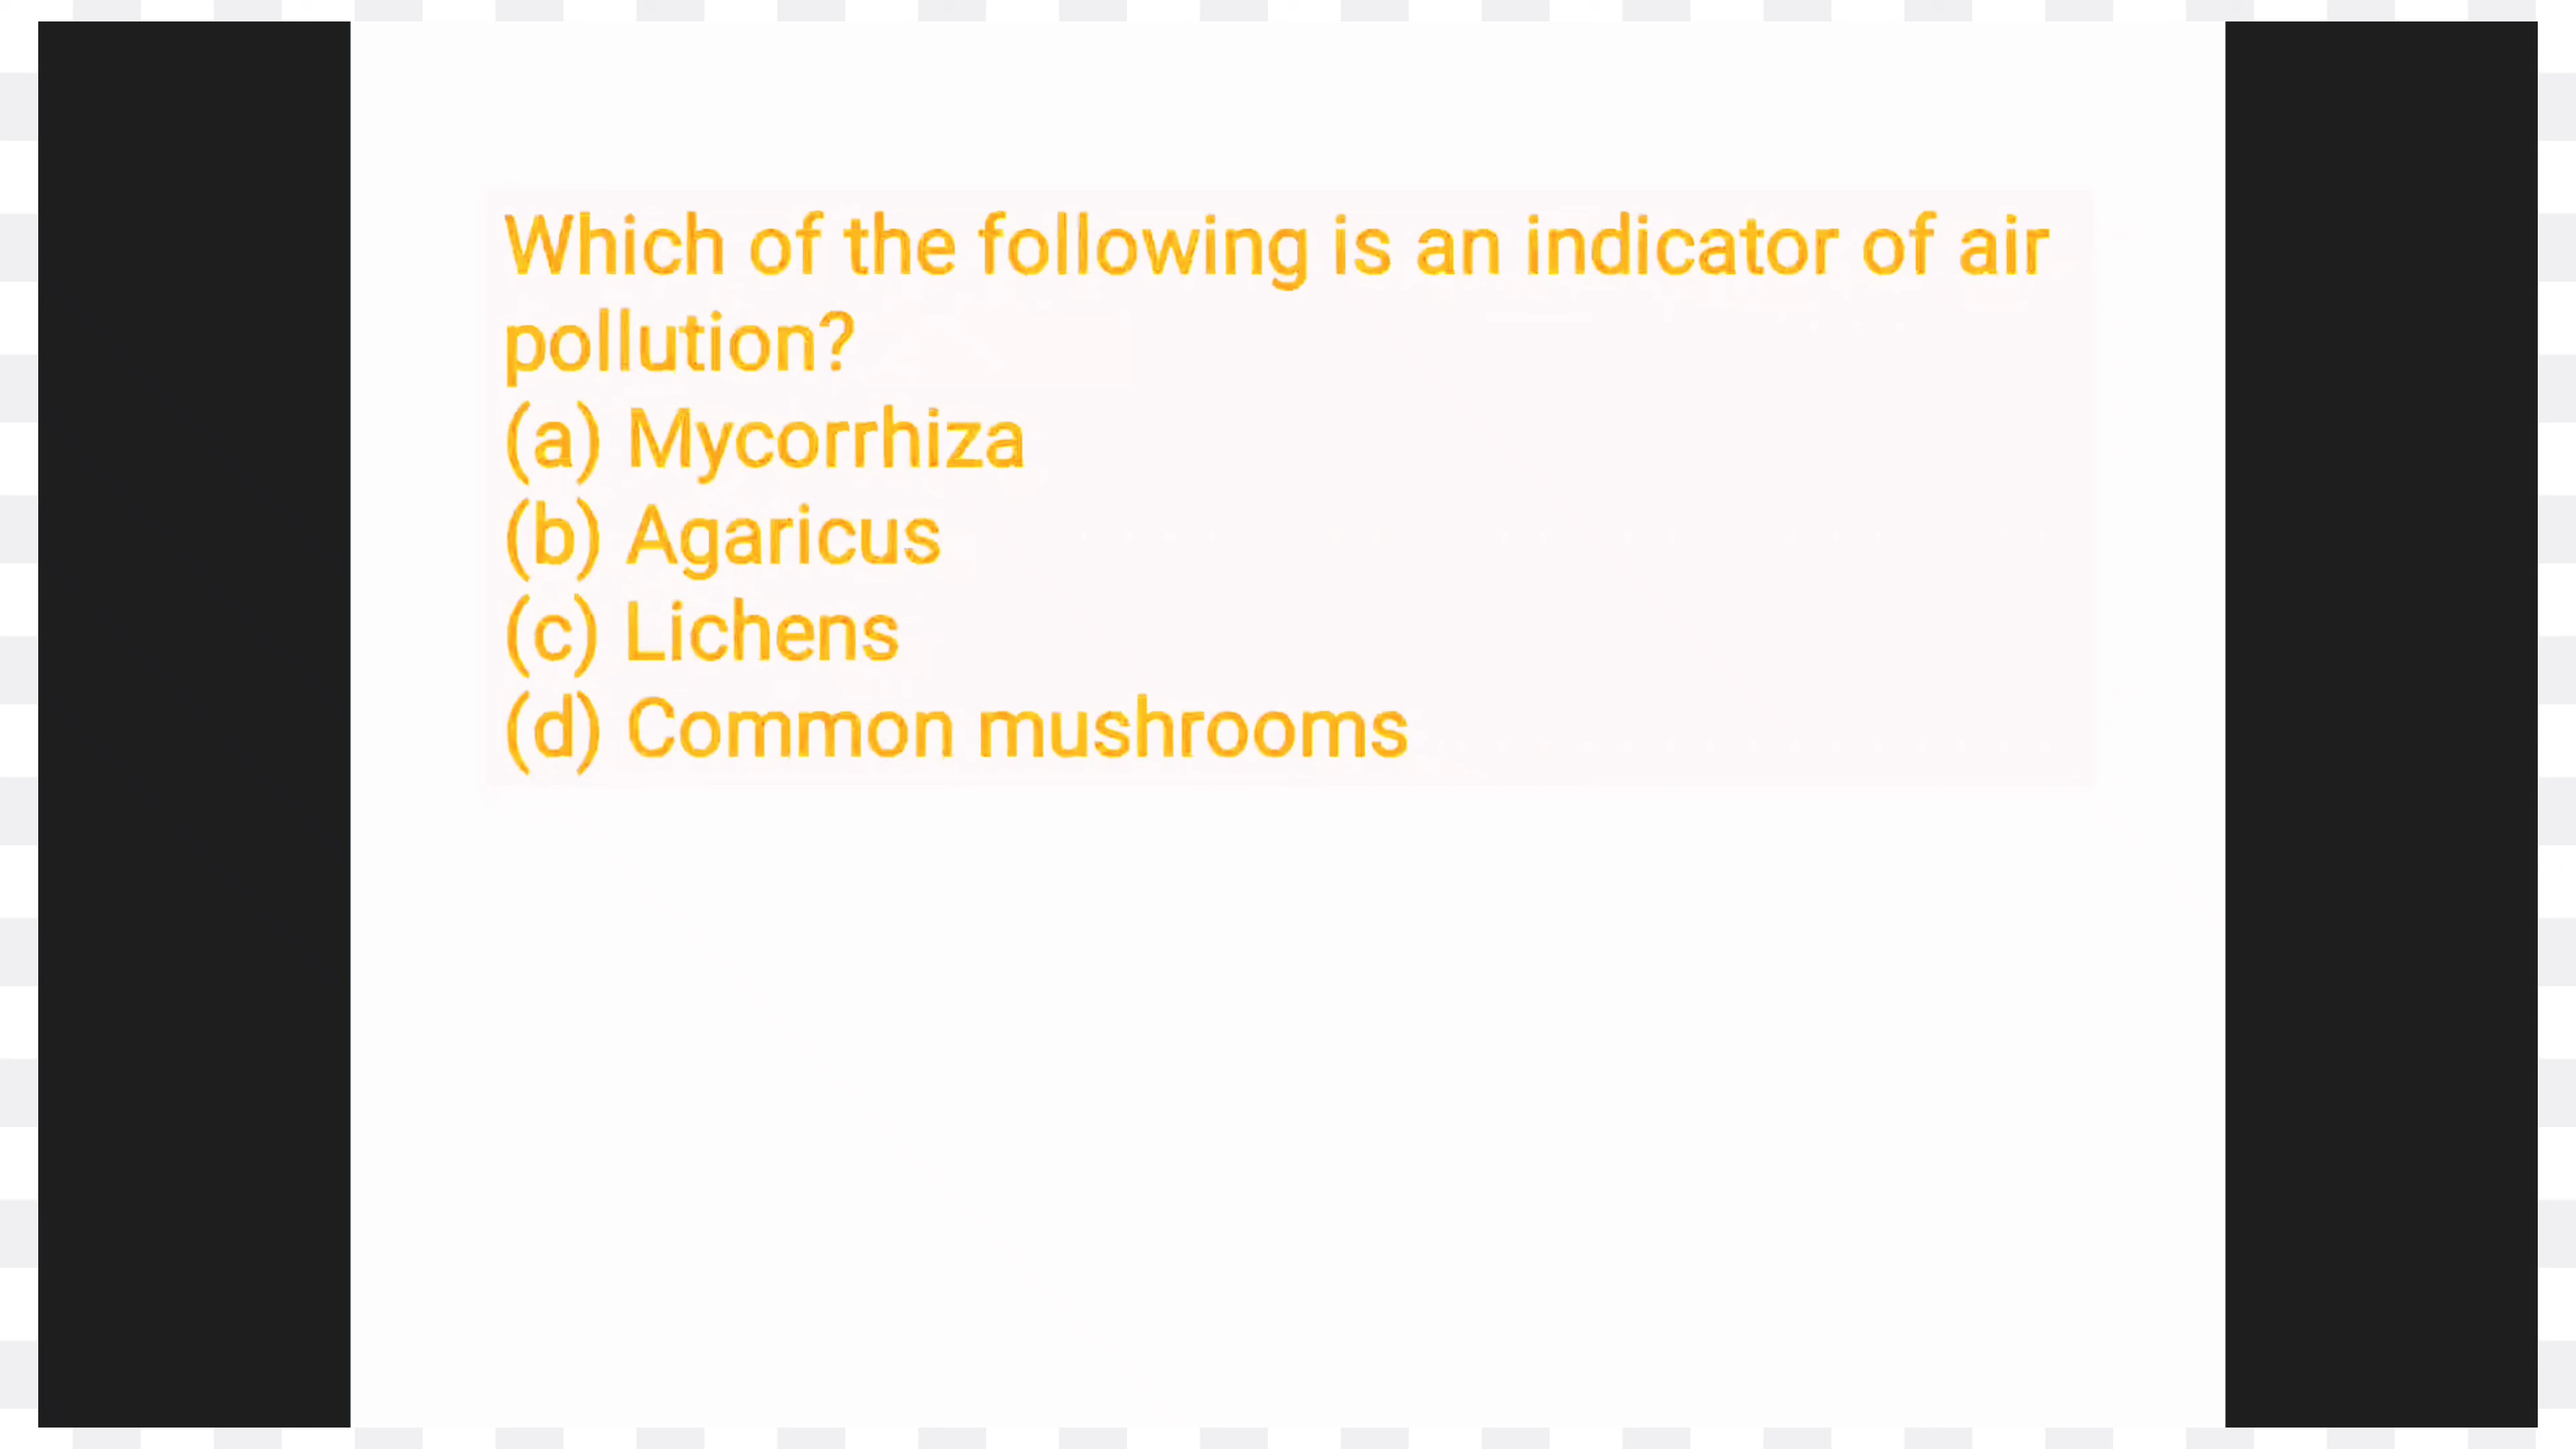 Which of the following is an indicator of air
pollution?
(a) Mycorrhiza
(b) Agaricus
(c) Lichens
(d) Common mushrooms